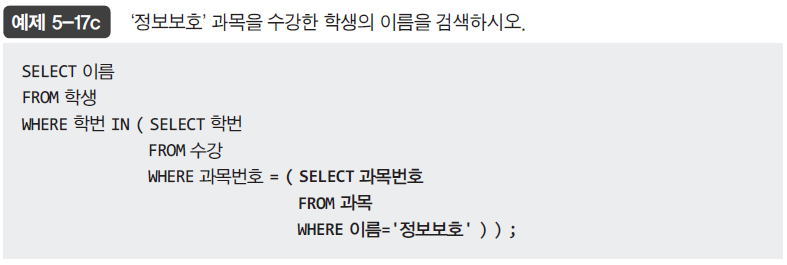 예제 5-17c ‘정보보호’ 과목을 수강한 학생의 이름을 검색하시오.
SELECT 이름
FROM 학생
WHERE 학번 IN ( SELECT 학번
FROM 수강
WHERE 과목번호 = ( SELECT 과목번호
FROM 과목
WHERE 이름='정보보호' ) ) ;